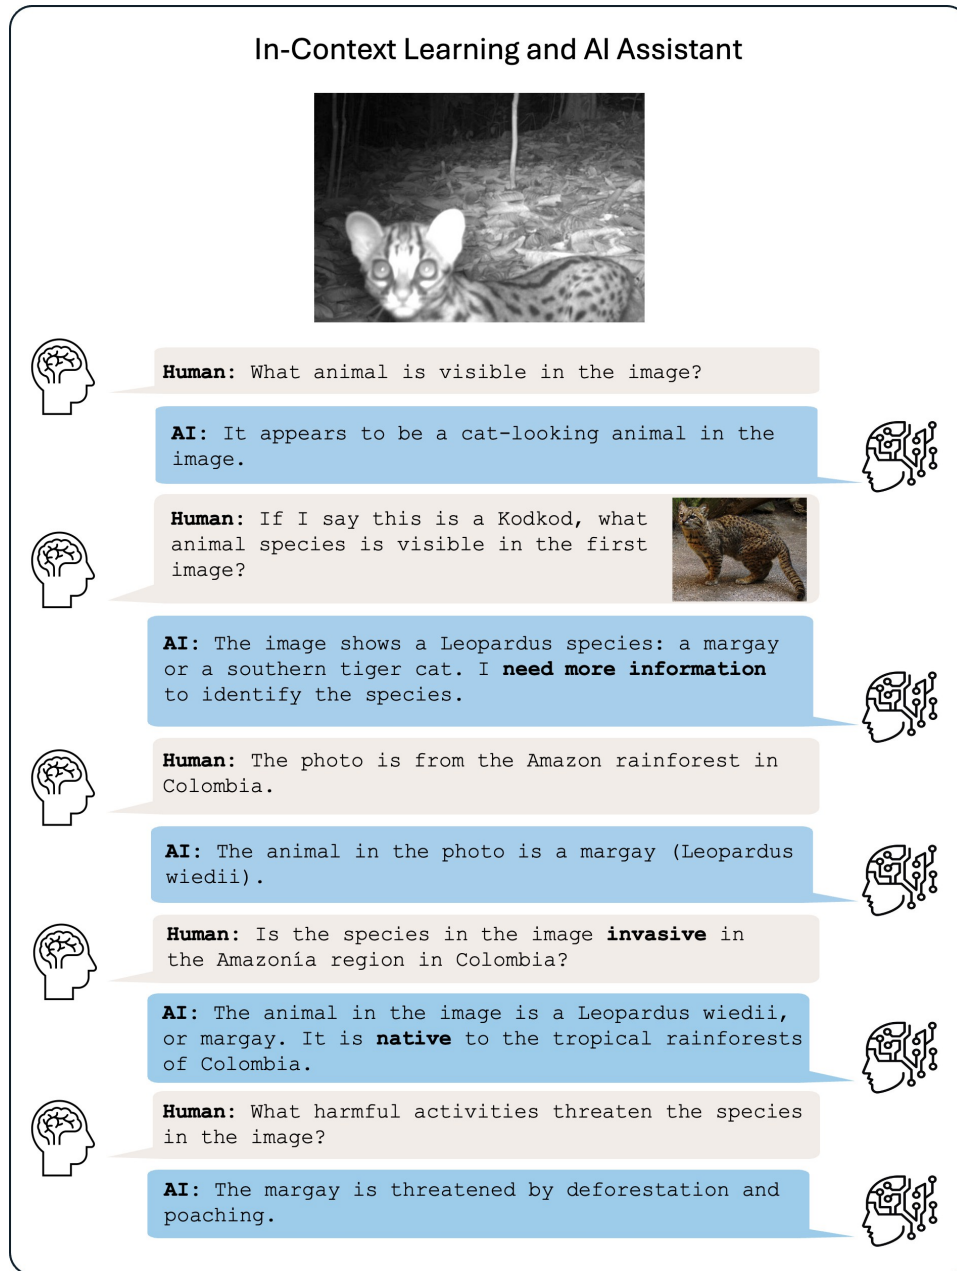 In-Context Learning and AI Assistant
Human: What animal is visible in the image?
AI: It appears to be a cat-looking animal in the
image.
Human: If I say this is a Kodkod, what
animal species is visible in the first
image?
AI: The image shows a Leopardus species: a margay
or a southern tiger cat. I need more information
to identify the species.
Human: The photo is from the Amazon rainforest in
Colombia.
AI: The animal in the photo is a margay (Leopardus
wiedii).
Human: Is the species in the image invasive in
the Amazonía region in Colombia?
AI: The animal in the image is a Leopardus wiedii,
or margay. It is native to the tropical rainforests
of Colombia.
Human: What harmful activities threaten the species
in the image?
AI: The margay is threatened by deforestation and
poaching.